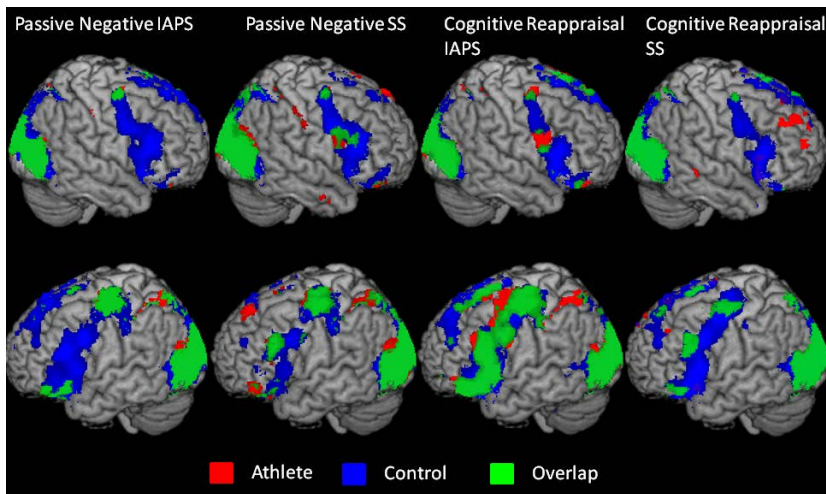 Passive Negative IAPS
Passive Negative SS
Cognitive Reappraisal
IAPS
Cognitive Reappraisal
SS
Athlete
Control
Overlap